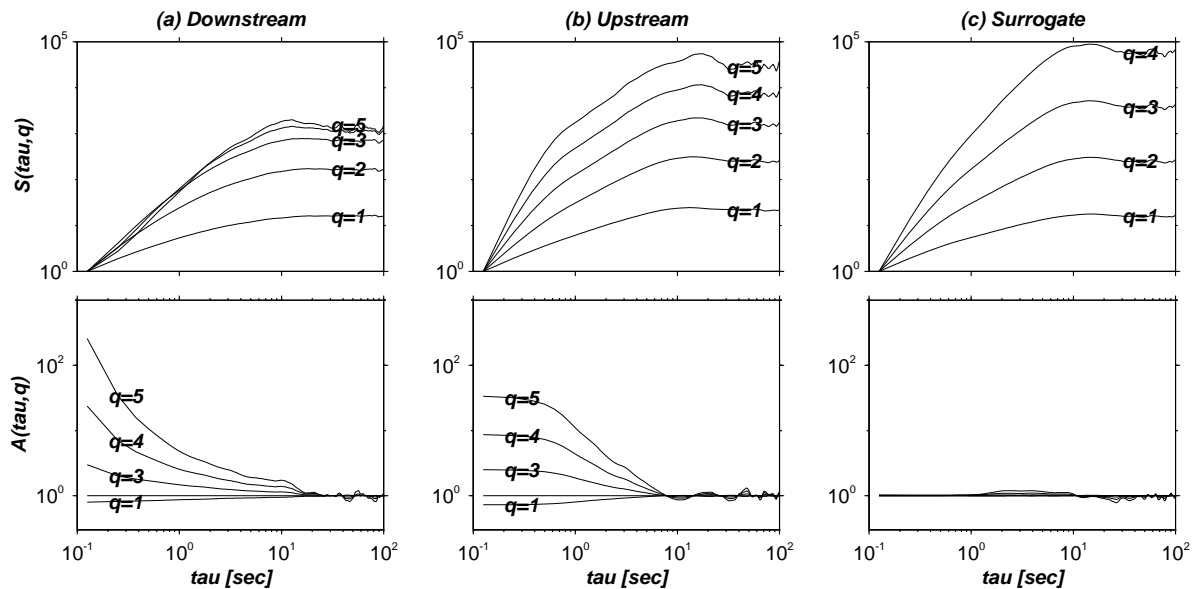 (a) Downstream
(b) Upstream
(c) Surrogate
S(tau,q)
10^5
10^0
q=5
q=3
q=2
q=1
10^5
10^0
q=5
q=4
q=3
q=2
q=1
10^5
10^0
q=4
q=3
q=2
q=1
A(tau,q)
10^2
10^0
q=5
q=4
q=3
q=1
10^-1
10^0
10^1
10^2
tau [sec]
10^2
10^0
q=5
q=4
q=3
q=1
10^-1
10^0
10^1
10^2
tau [sec]
10^2
10^0
10^-1
10^0
10^1
10^2
tau [sec]